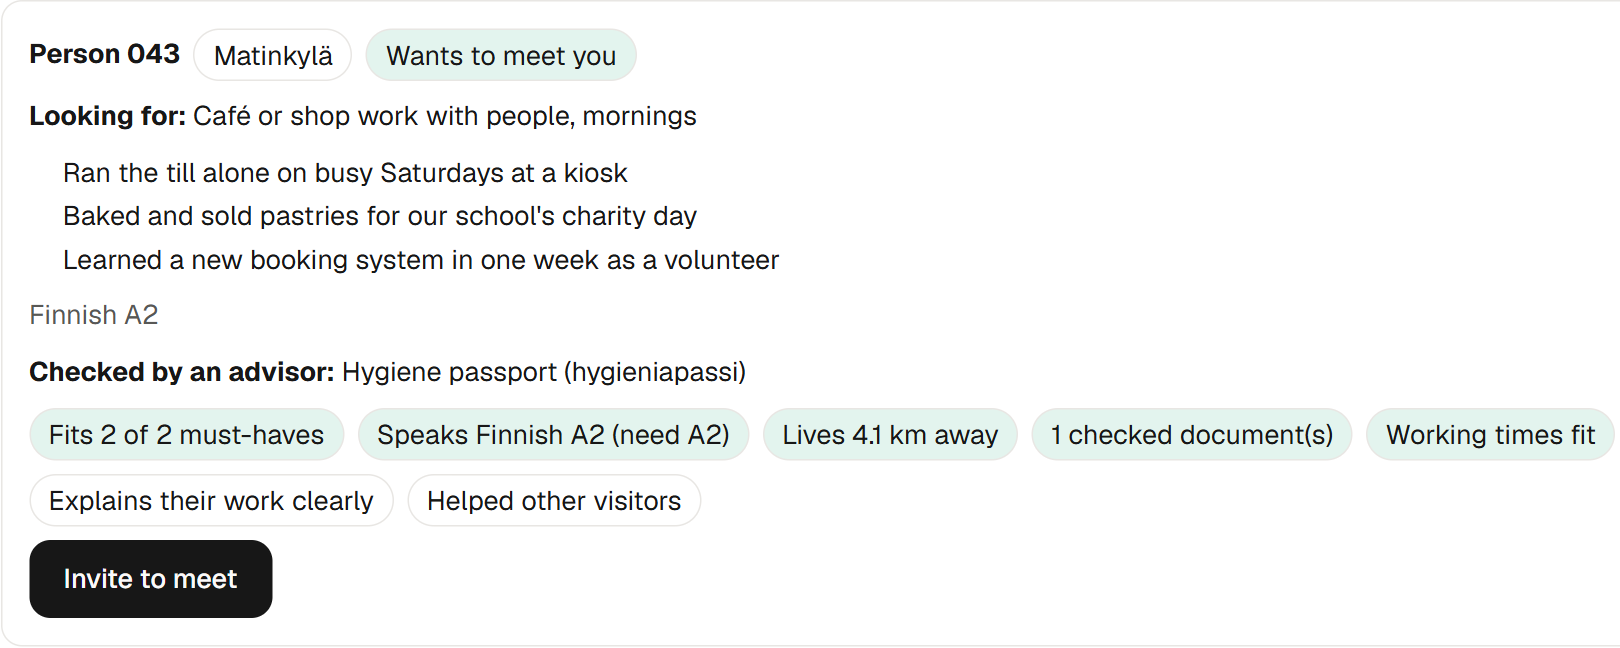 Person 043 Matinkylä Wants to meet you
Looking for: Café or shop work with people, mornings
Ran the till alone on busy Saturdays at a kiosk
Baked and sold pastries for our school's charity day
Learned a new booking system in one week as a volunteer
Finnish A2
Checked by an advisor: Hygiene passport (hygieniapassi)
Fits 2 of 2 must-haves Speaks Finnish A2 (need A2) Lives 4.1 km away 1 checked document(s) Working times fit
Explains their work clearly Helped other visitors
Invite to meet